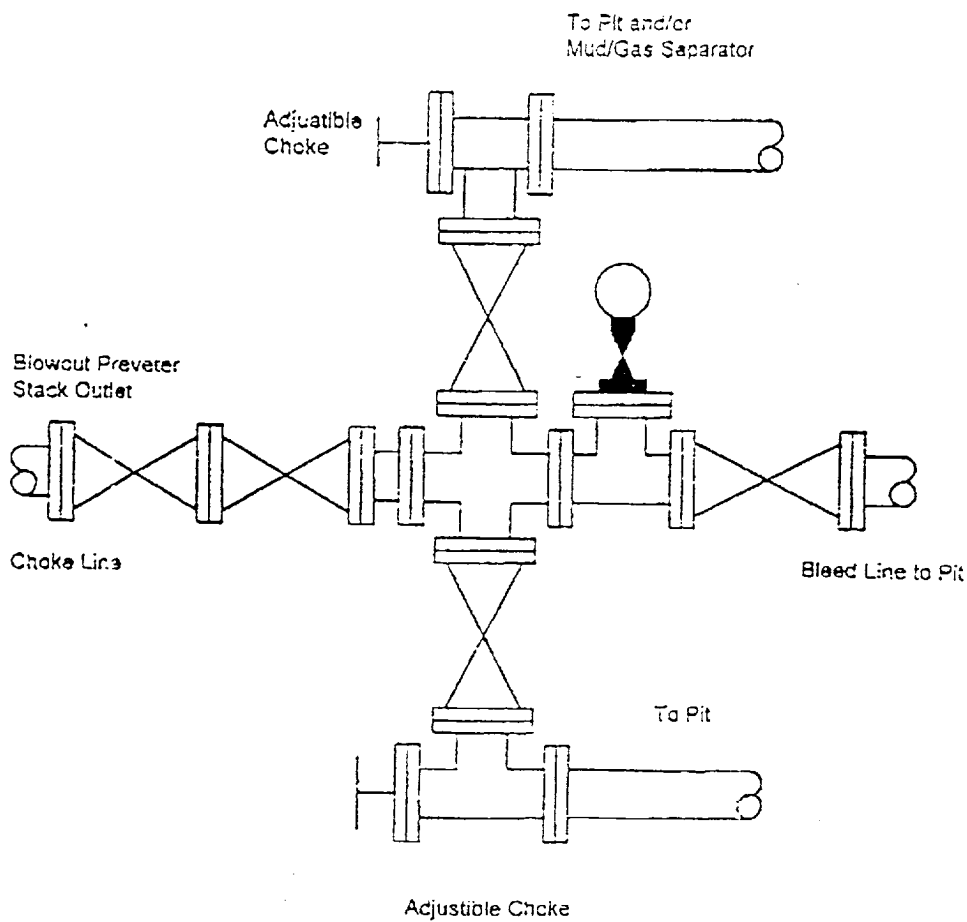 To Pit and/or
Mud/Gas Separator
Adjuatible
Choke
Blowout Preveter
Stack Outlet
Choke Line
Bleed Line to Pit
To Pit
Adjustible Choke